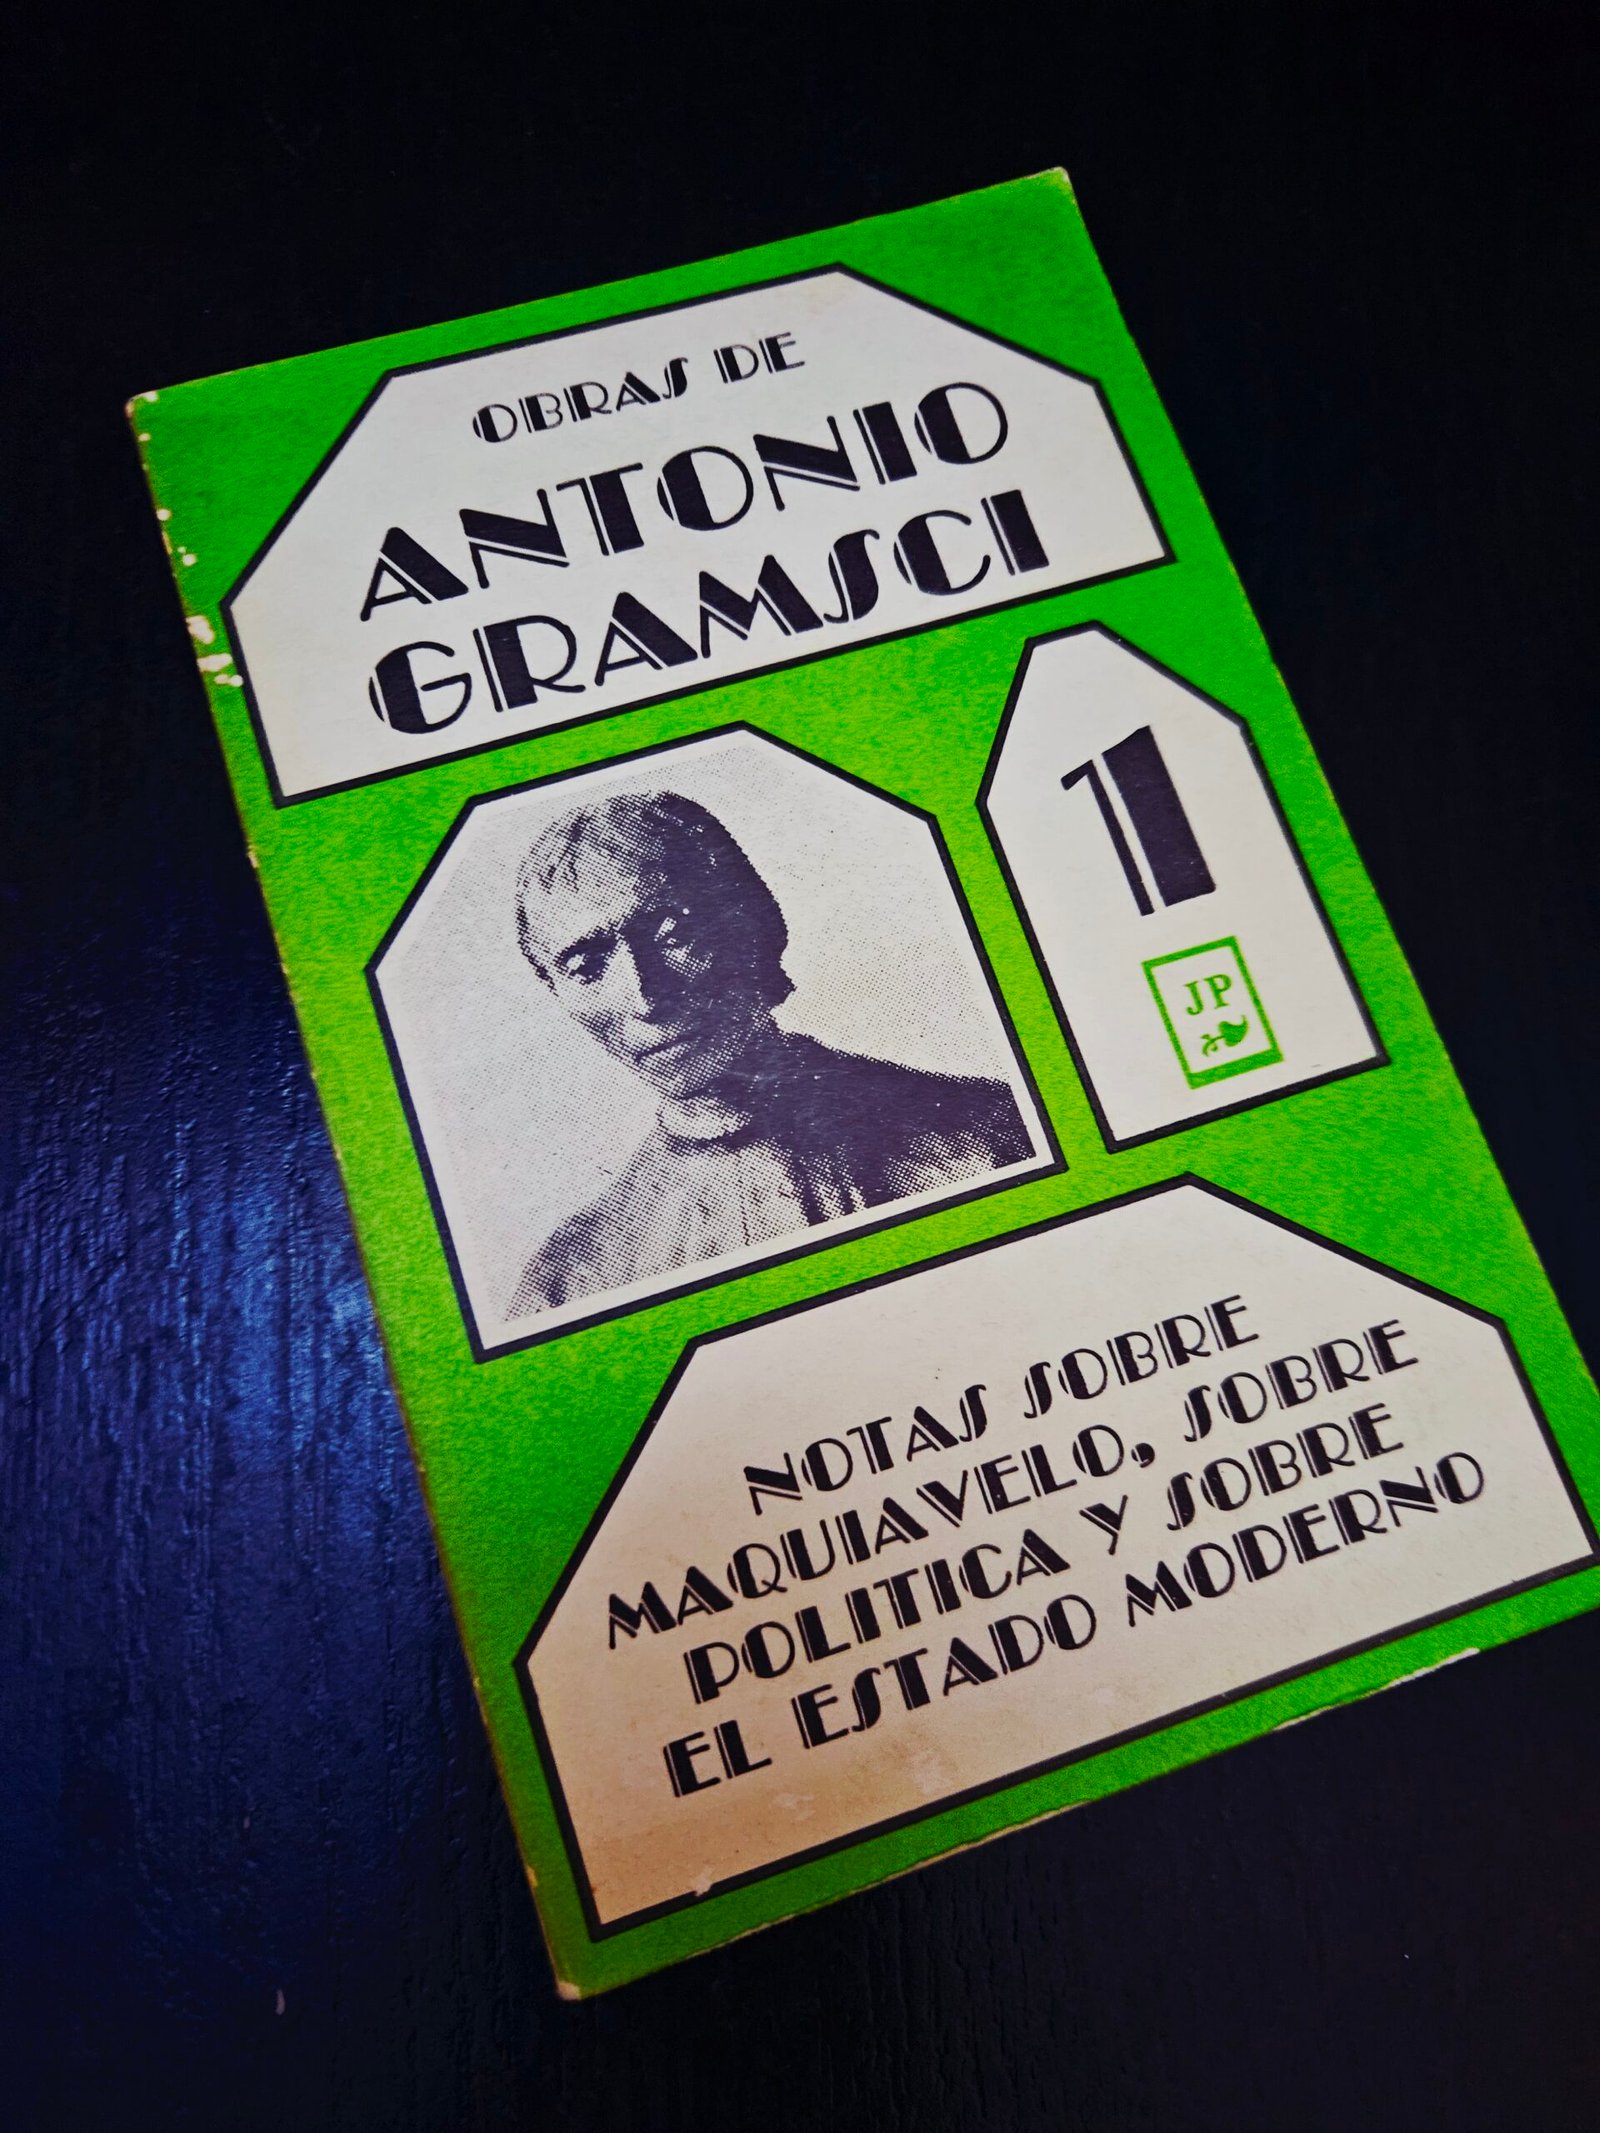 OBRAS DE
ANTONIO
GRAMSCI
1
JP
NOTAS SOBRE
MAQUIAVELO, SOBRE
POLITICA Y SOBRE
EL ESTADO MODERNO